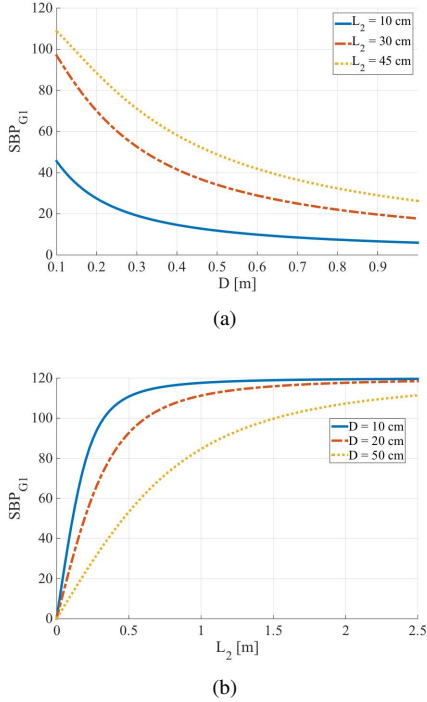 120
100
80
60
40
20
0
SBP_G1
L_2 = 10 cm
L_2 = 30 cm
L_2 = 45 cm
0.1 0.2 0.3 0.4 0.5 0.6 0.7 0.8 0.9
D [m]
(a)
120
100
80
60
40
20
0
SBP_G1
D = 10 cm
D = 20 cm
D = 50 cm
0 0.5 1 1.5 2 2.5
L_2 [m]
(b)